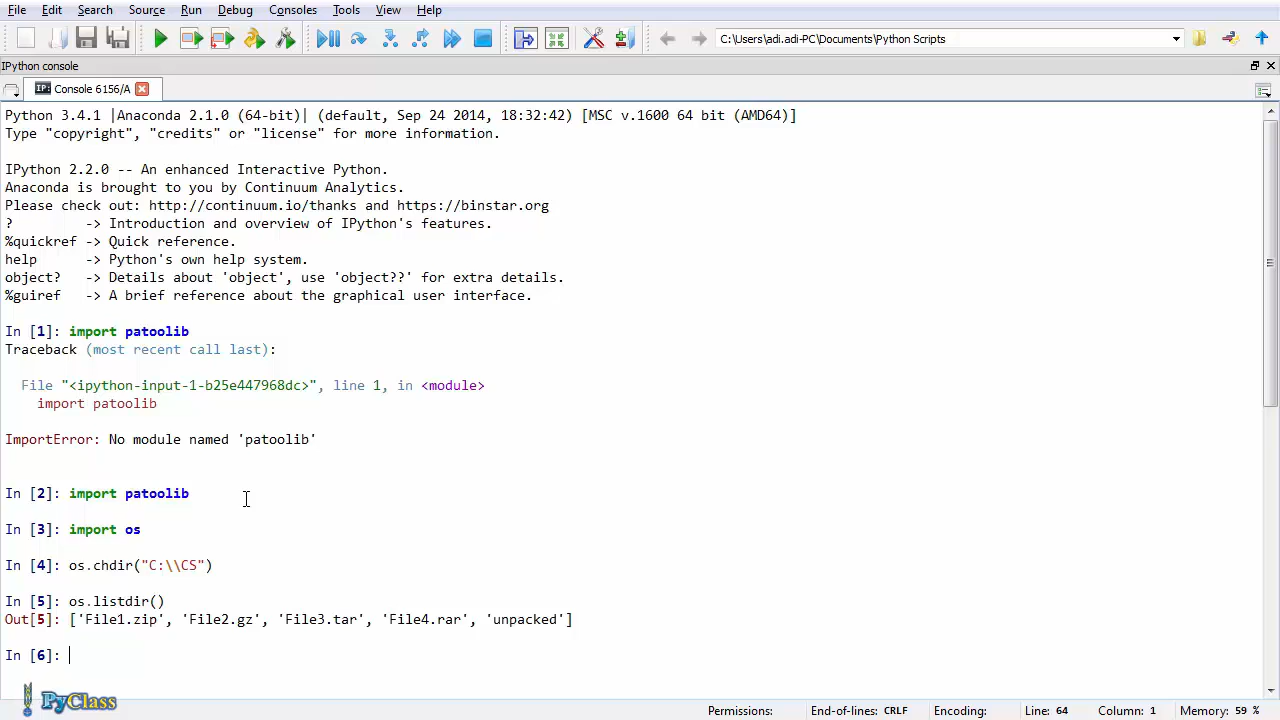 File Edit Search Source Run Debug Consoles Tools View Help
C:\Users\adi.adi-PC\Documents\Python Scripts
IPython console
IP: Console 6156/A
Python 3.4.1 |Anaconda 2.1.0 (64-bit)| (default, Sep 24 2014, 18:32:42) [MSC v.1600 64 bit (AMD64)]
Type "copyright", "credits" or "license" for more information.
IPython 2.2.0 -- An enhanced Interactive Python.
Anaconda is brought to you by Continuum Analytics.
Please check out: http://continuum.io/thanks and https://binstar.org
? -> Introduction and overview of IPython's features.
%quickref -> Quick reference.
help -> Python's own help system.
object? -> Details about 'object', use 'object??' for extra details.
%guiref -> A brief reference about the graphical user interface.
In [1]: import patoolib
Traceback (most recent call last):
File "<ipython-input-1-b25e447968dc>", line 1, in <module>
import patoolib
ImportError: No module named 'patoolib'
In [2]: import patoolib
In [3]: import os
In [4]: os.chdir("C:\\CS")
In [5]: os.listdir()
Out[5]: ['File1.zip', 'File2.gz', 'File3.tar', 'File4.rar', 'unpacked']
In [6]:
PyClass
Permissions: End-of-lines: CRLF Encoding: Line: 64 Column: 1 Memory: 59 %